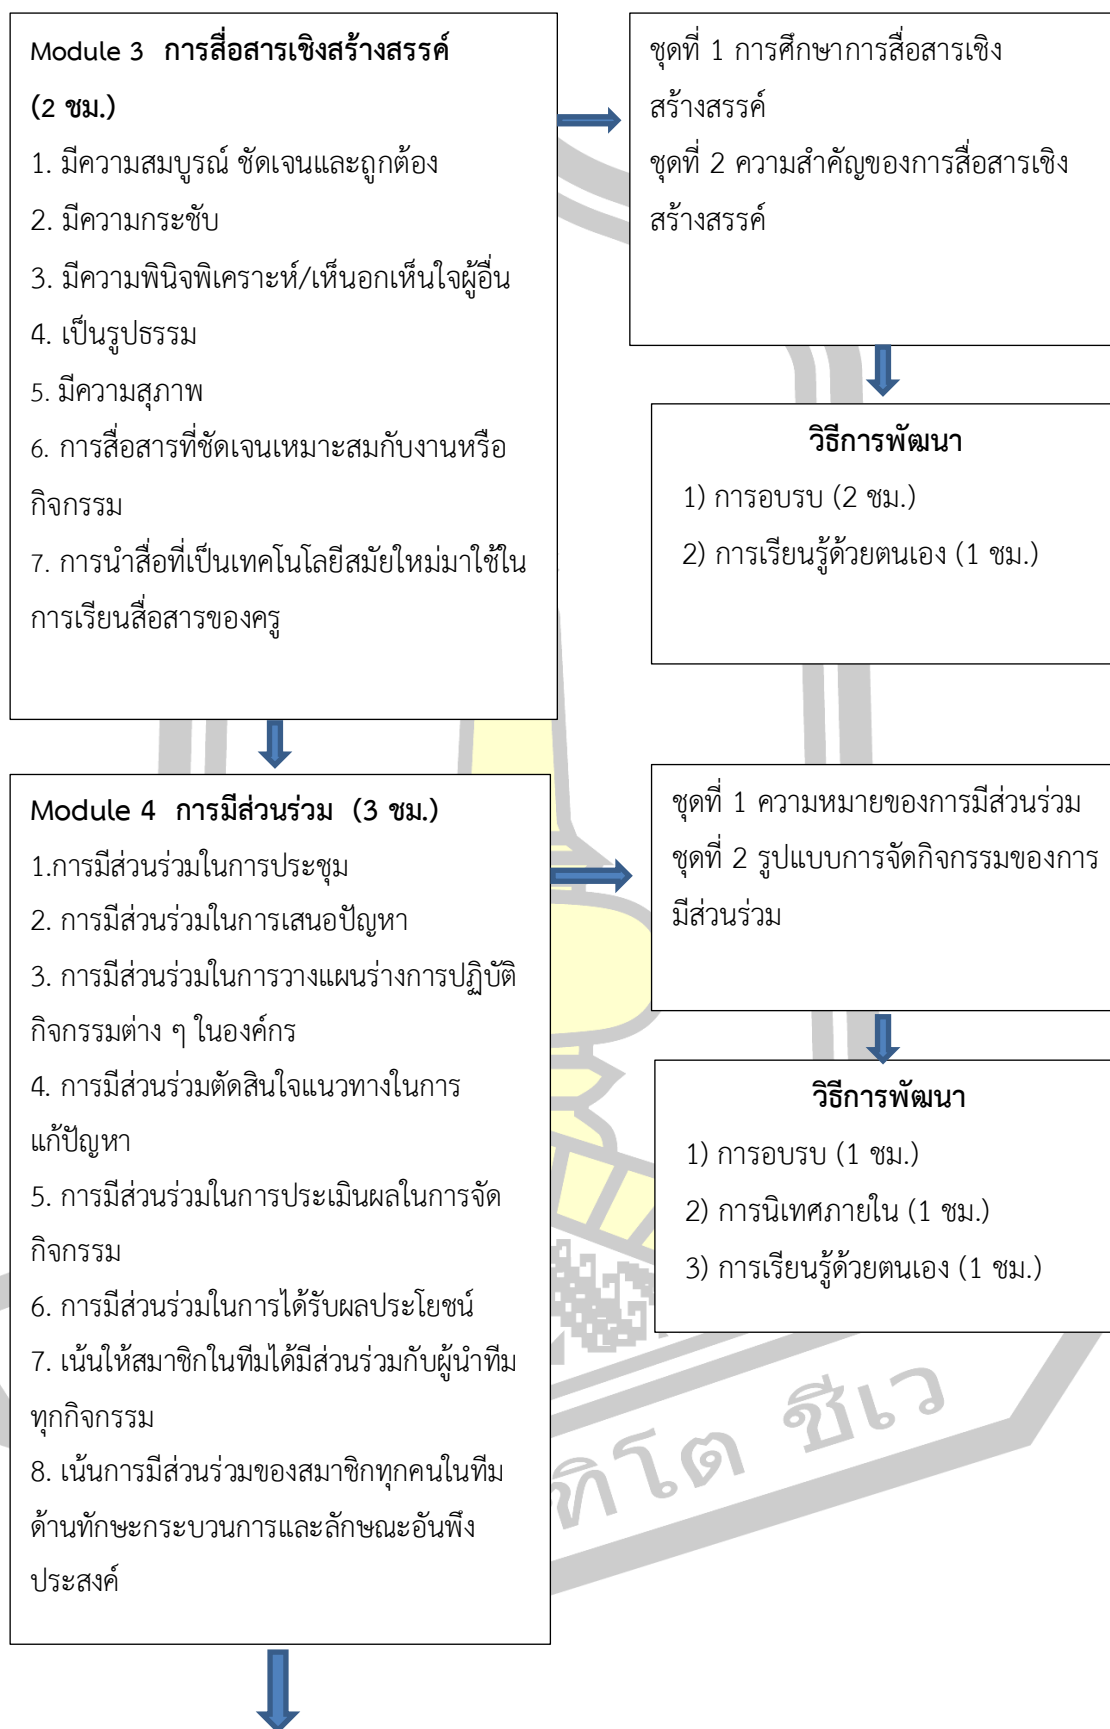 Module 3  การสื่อสารเชิงสร้างสรรค์
(2 ชม.)
1. มีความสมบูรณ์ ชัดเจนและถูกต้อง
2. มีความกระชับ
3. มีความพินิจพิเคราะห์/เห็นอกเห็นใจผู้อื่น
4. เป็นรูปธรรม
5. มีความสุภาพ
6. การสื่อสารที่ชัดเจนเหมาะสมกับงานหรือ
กิจกรรม
7. การนำสื่อที่เป็นเทคโนโลยีสมัยใหม่มาใช้ใน
การเรียนสื่อสารของครู
ชุดที่ 1 การศึกษาการสื่อสารเชิง
สร้างสรรค์
ชุดที่ 2 ความสำคัญของการสื่อสารเชิง
สร้างสรรค์
วิธีการพัฒนา
1) การอบรบ (2 ชม.)
2) การเรียนรู้ด้วยตนเอง (1 ชม.)
Module 4  การมีส่วนร่วม  (3 ชม.)
1.การมีส่วนร่วมในการประชุม
2. การมีส่วนร่วมในการเสนอปัญหา
3. การมีส่วนร่วมในการวางแผนร่างการปฏิบัติ
กิจกรรมต่าง ๆ ในองค์กร
4. การมีส่วนร่วมตัดสินใจแนวทางในการ
แก้ปัญหา
5. การมีส่วนร่วมในการประเมินผลในการจัด
กิจกรรม
6. การมีส่วนร่วมในการได้รับผลประโยชน์
7. เน้นให้สมาชิกในทีมได้มีส่วนร่วมกับผู้นำทีม
ทุกกิจกรรม
8. เน้นการมีส่วนร่วมของสมาชิกทุกคนในทีม
ด้านทักษะกระบวนการและลักษณะอันพึง
ประสงค์
ชุดที่ 1 ความหมายของการมีส่วนร่วม
ชุดที่ 2 รูปแบบการจัดกิจกรรมของการ
มีส่วนร่วม
วิธีการพัฒนา
1) การอบรบ (1 ชม.)
2) การนิเทศภายใน (1 ชม.)
3) การเรียนรู้ด้วยตนเอง (1 ชม.)
ทิโต ชีเว